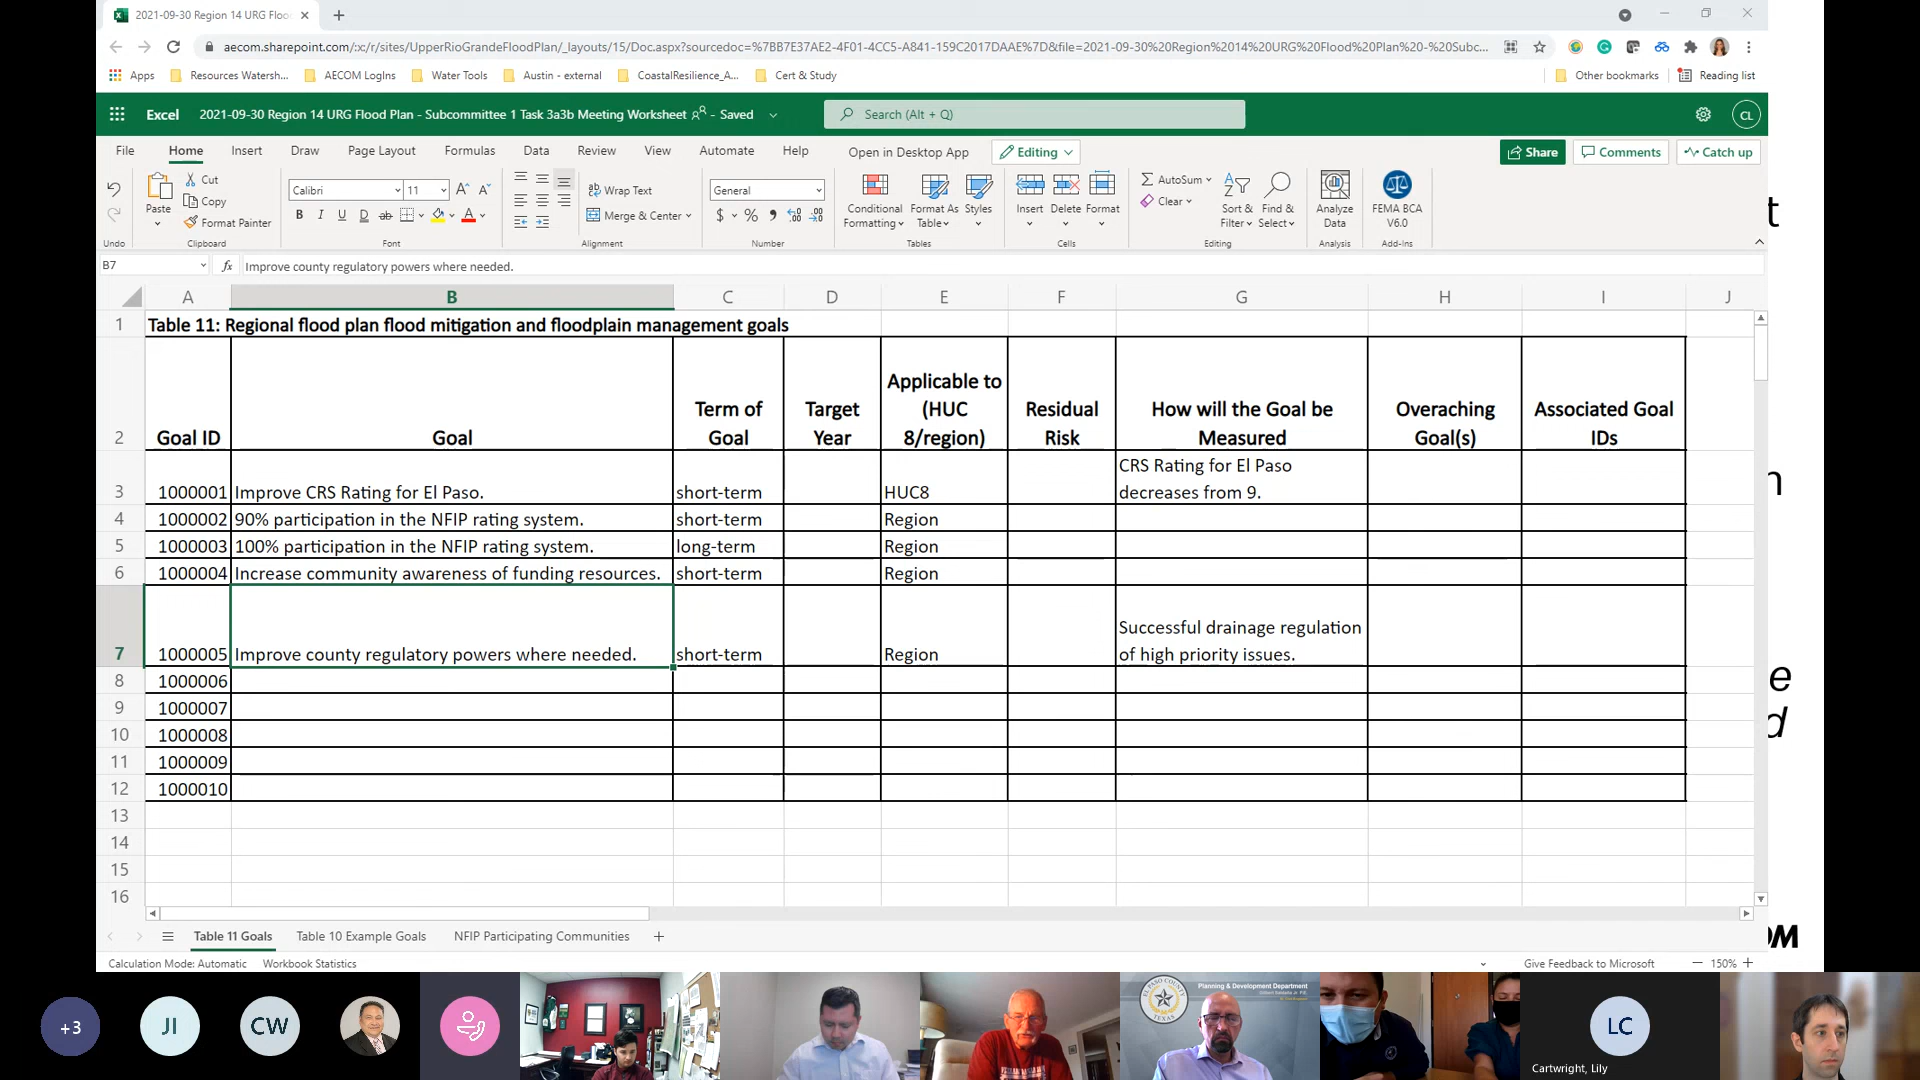 2021-09-30 Region 14 URG Floo
aecom.sharepoint.com/:x:/r/sites/UpperRioGrandeFloodPlan/_layouts/15/Doc.aspx?sourcedoc=%7BB7E37AE2-4F01-4CC5-A841-159C2017DAAE%7D&file=2021-09-30%20Region%2014%20URG%20Flood%20Plan%20-%20Subc...
Apps Resources Watersh... AECOM LogIns Water Tools Austin - external CoastalResilience_A... Cert & Study Other bookmarks Reading list
Excel 2021-09-30 Region 14 URG Flood Plan - Subcommittee 1 Task 3a3b Meeting Worksheet - Saved Search (Alt + Q) CL
File Home Insert Draw Page Layout Formulas Data Review View Automate Help Open in Desktop App Editing Share Comments Catch up
Cut Copy Format Painter Paste
Calibri 11
B I U D ab
Wrap Text
Merge & Center
General
$ % 9
Conditional Formatting Format As Table Styles
Insert Delete Format
AutoSum Clear
Sort & Filter Find & Select
Analyze Data
FEMA BCA V6.0
Undo Clipboard Font Alignment Number Tables Cells Editing Analysis Add-Ins
B7 fx Improve county regulatory powers where needed.
A B C D E F G H I J
1 Table 11: Regional flood plan flood mitigation and floodplain management goals
2 Goal ID Goal Term of Goal Target Year Applicable to (HUC 8/region) Residual Risk How will the Goal be Measured Overaching Goal(s) Associated Goal IDs
3 1000001 Improve CRS Rating for El Paso. short-term HUC8 CRS Rating for El Paso decreases from 9.
4 1000002 90% participation in the NFIP rating system. short-term Region
5 1000003 100% participation in the NFIP rating system. long-term Region
6 1000004 Increase community awareness of funding resources. short-term Region
7 1000005 Improve county regulatory powers where needed. short-term Region Successful drainage regulation of high priority issues.
8 1000006
9 1000007
10 1000008
11 1000009
12 1000010
13
14
15
16
Table 11 Goals Table 10 Example Goals NFIP Participating Communities
Calculation Mode: Automatic Workbook Statistics Give Feedback to Microsoft 150%
t
n
e
d
OM
+3 JI CW LC
Planning & Development Department
EL PASO COUNTY
TEXAS
Cartwright, Lily